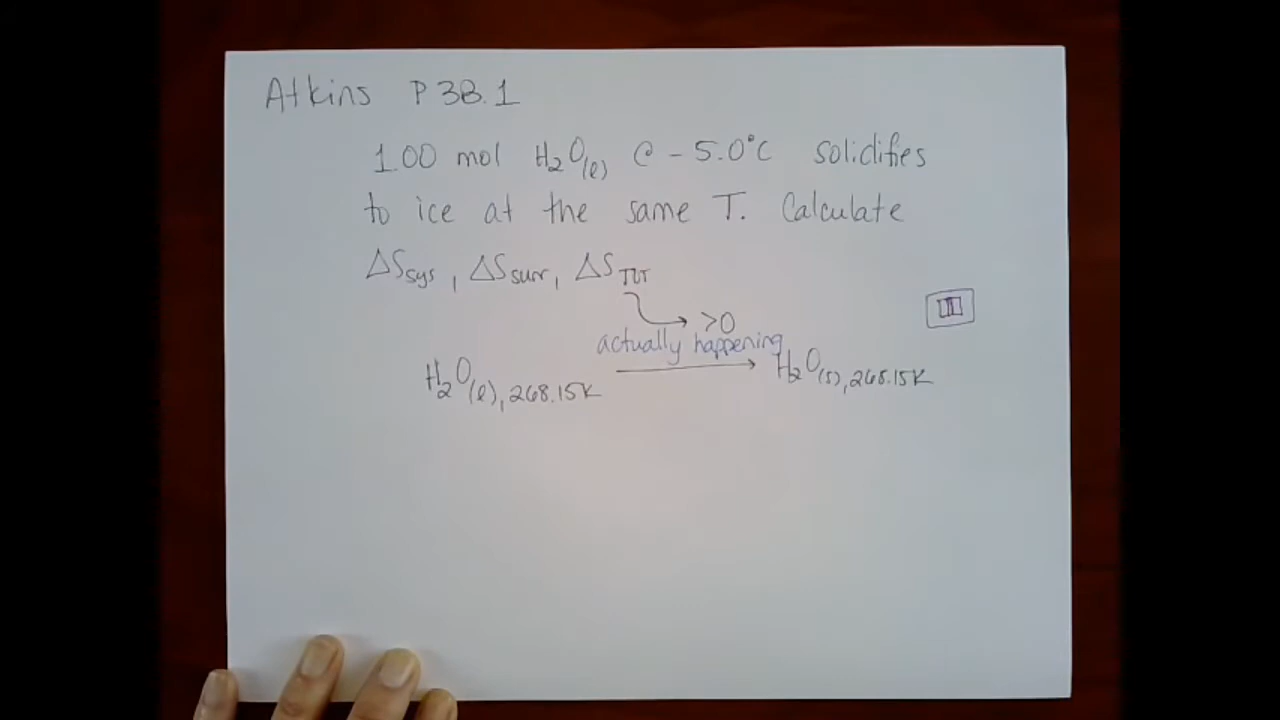 Atkins P3B.1
1.00 mol H₂O(l) @ -5.0°C solidifies
to ice at the same T. Calculate
ΔSsys, ΔSsurr, ΔSTOT
>0
actually happening
H₂O(l), 268.15K → H₂O(s), 268.15K